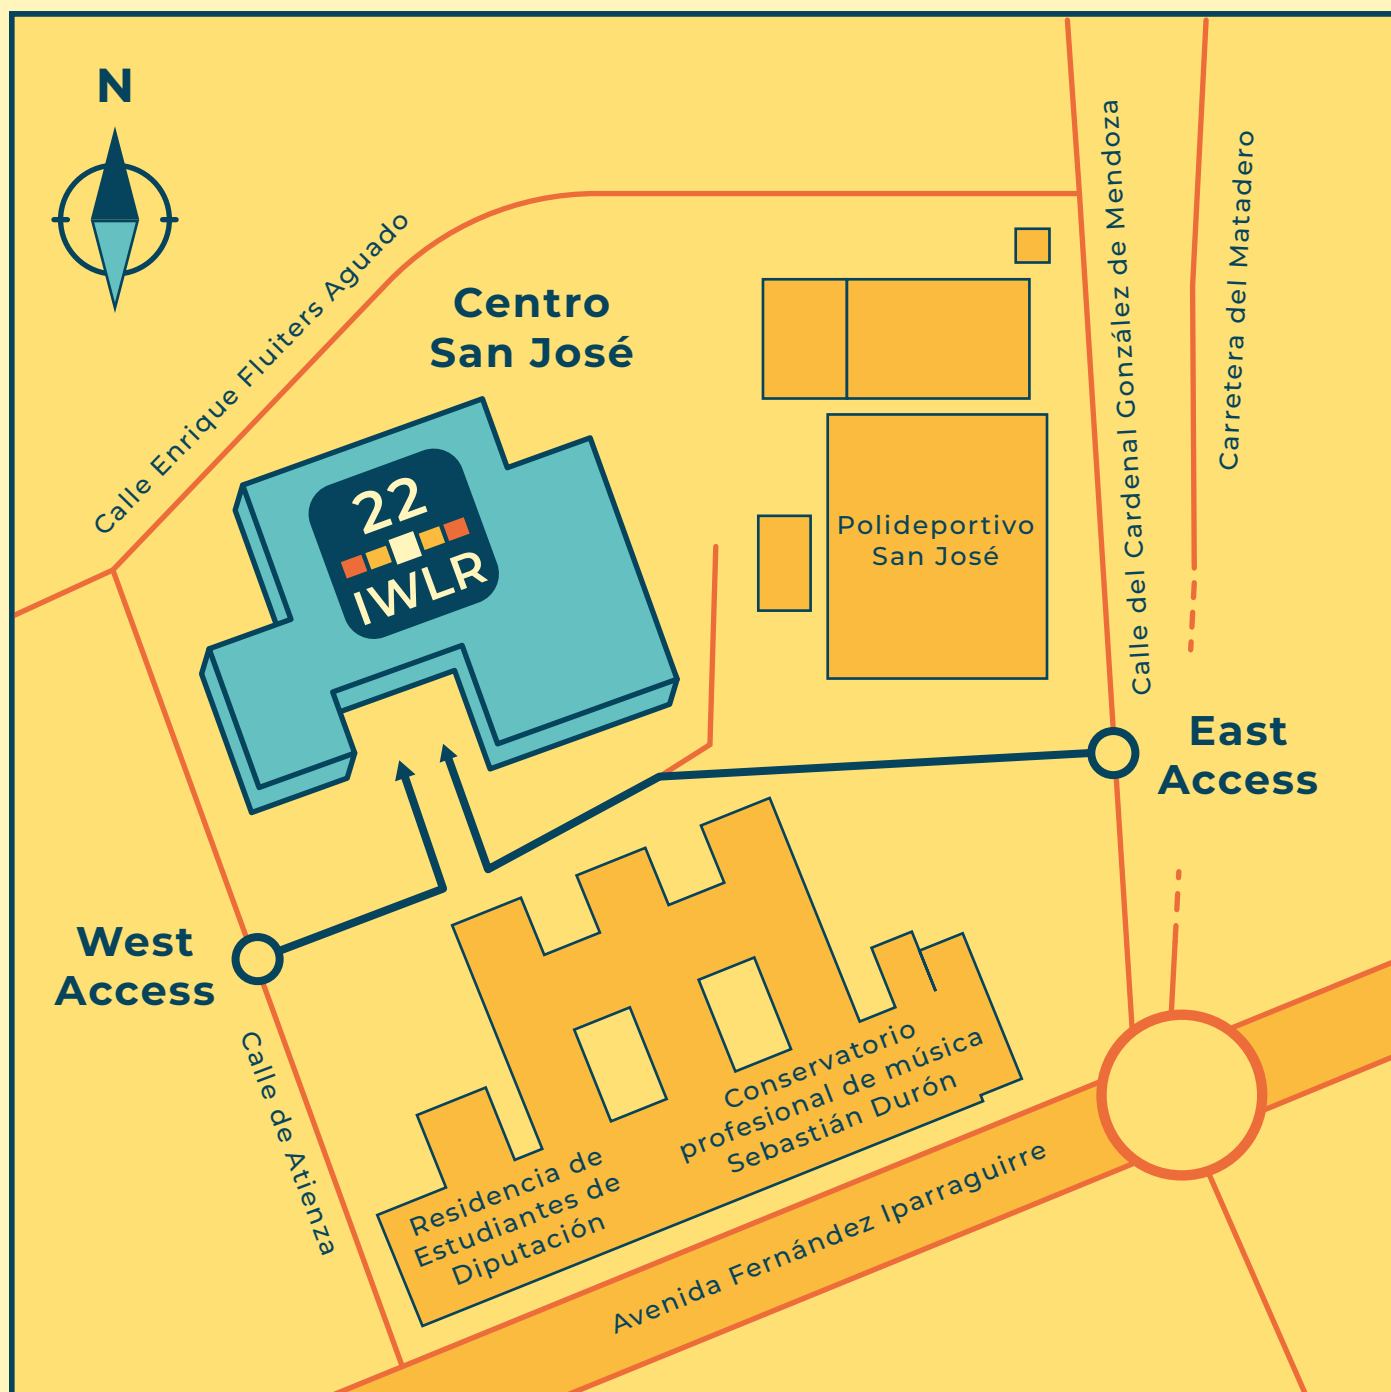 N
Calle Enrique Fluiters Aguado
Centro
San José
22
IWLR
Polideportivo
San José
Calle del Cardenal González de Mendoza
Carretera del Matadero
East
Access
West
Access
Calle de Atienza
Residencia de
Estudiantes de
Diputación
Conservatorio
profesional de música
Sebastián Durón
Avenida Fernández Iparraguirre